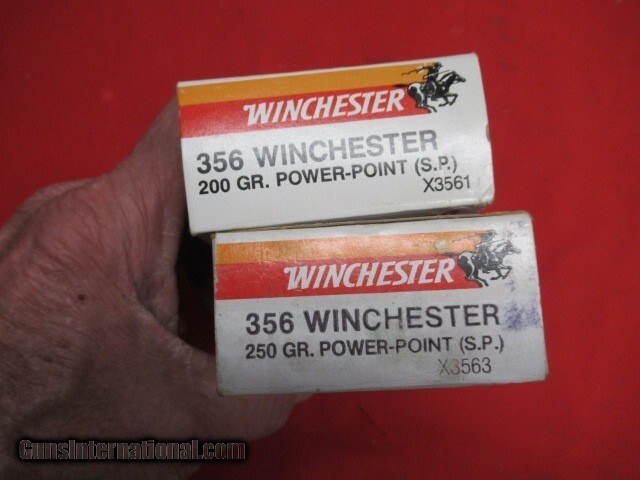 WINCHESTER
356 WINCHESTER
200 GR. POWER-POINT (S.P.)
X3561
WINCHESTER
356 WINCHESTER
250 GR. POWER-POINT (S.P.)
X3563
GunsInternational.com